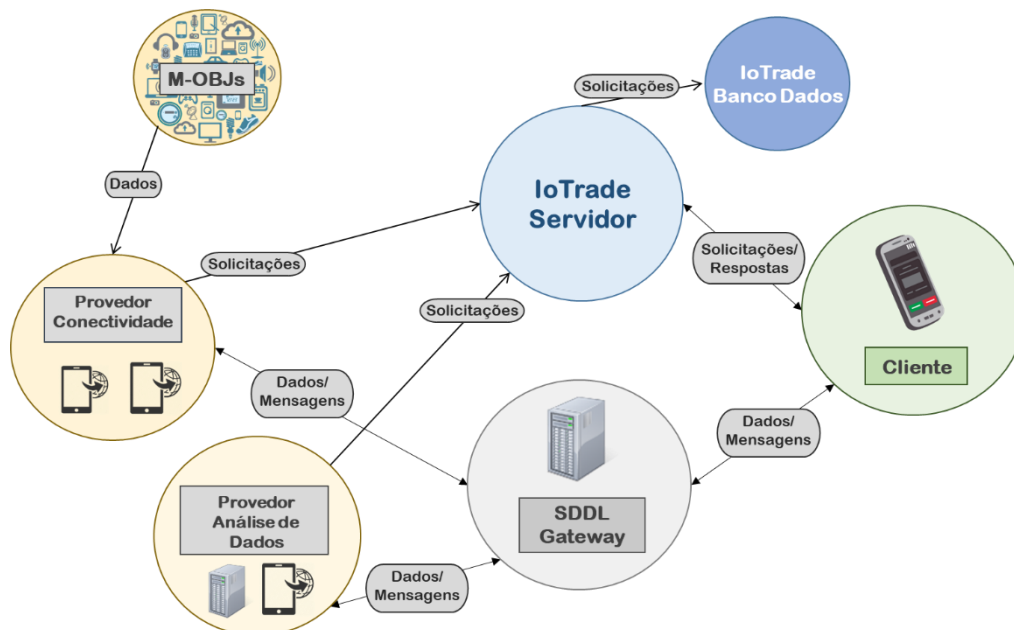 M-OBJs
Solicitações
IoTrade
Banco Dados
Dados
IoTrade
Servidor
Solicitações
Solicitações/
Respostas
Provedor
Conectividade
Solicitações
Cliente
Dados/
Mensagens
Dados/
Mensagens
Provedor
Análise de
Dados
SDDL
Gateway
Dados/
Mensagens